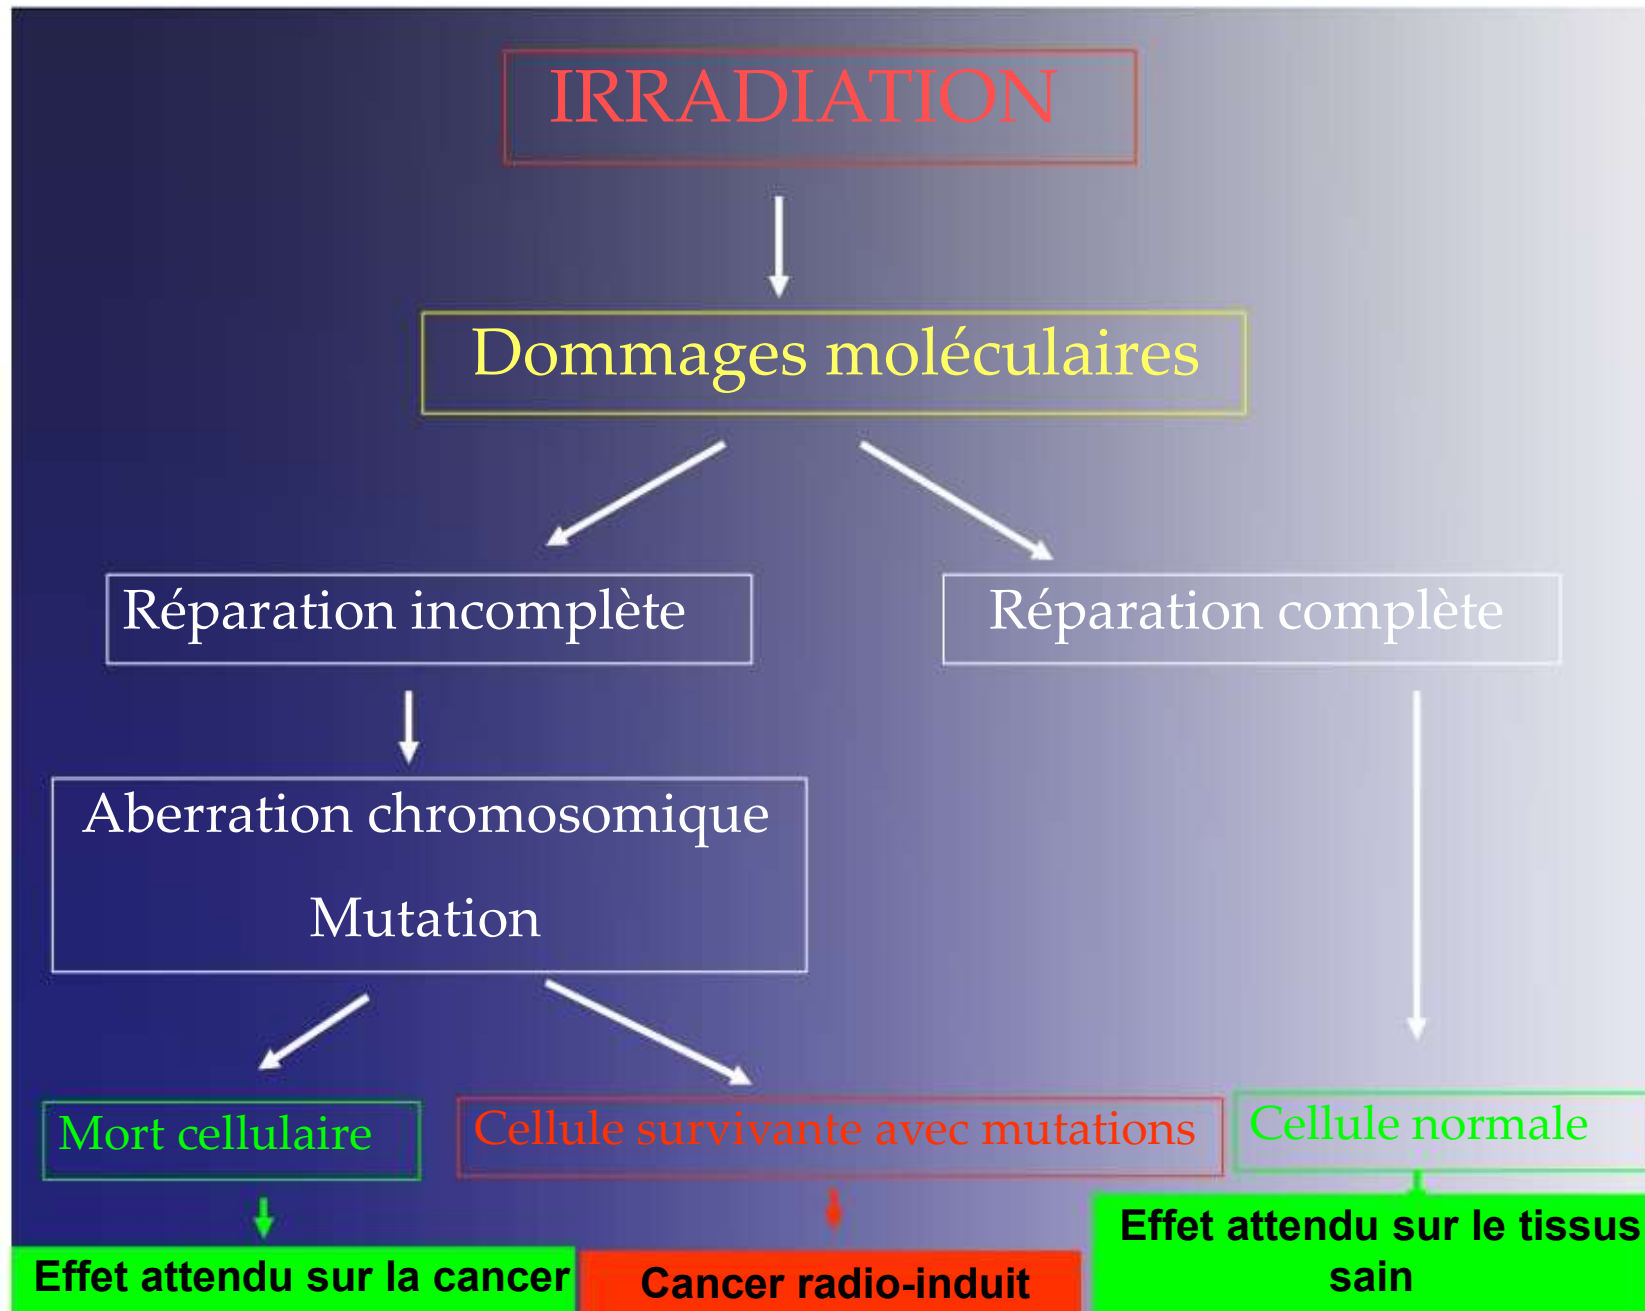 IRRADIATION
Dommages moléculaires
Réparation incomplète
Réparation complète
Aberration chromosomique
Mutation
Mort cellulaire
Cellule survivante avec mutations
Cellule normale
Effet attendu sur la cancer
Cancer radio-induit
Effet attendu sur le tissus
sain